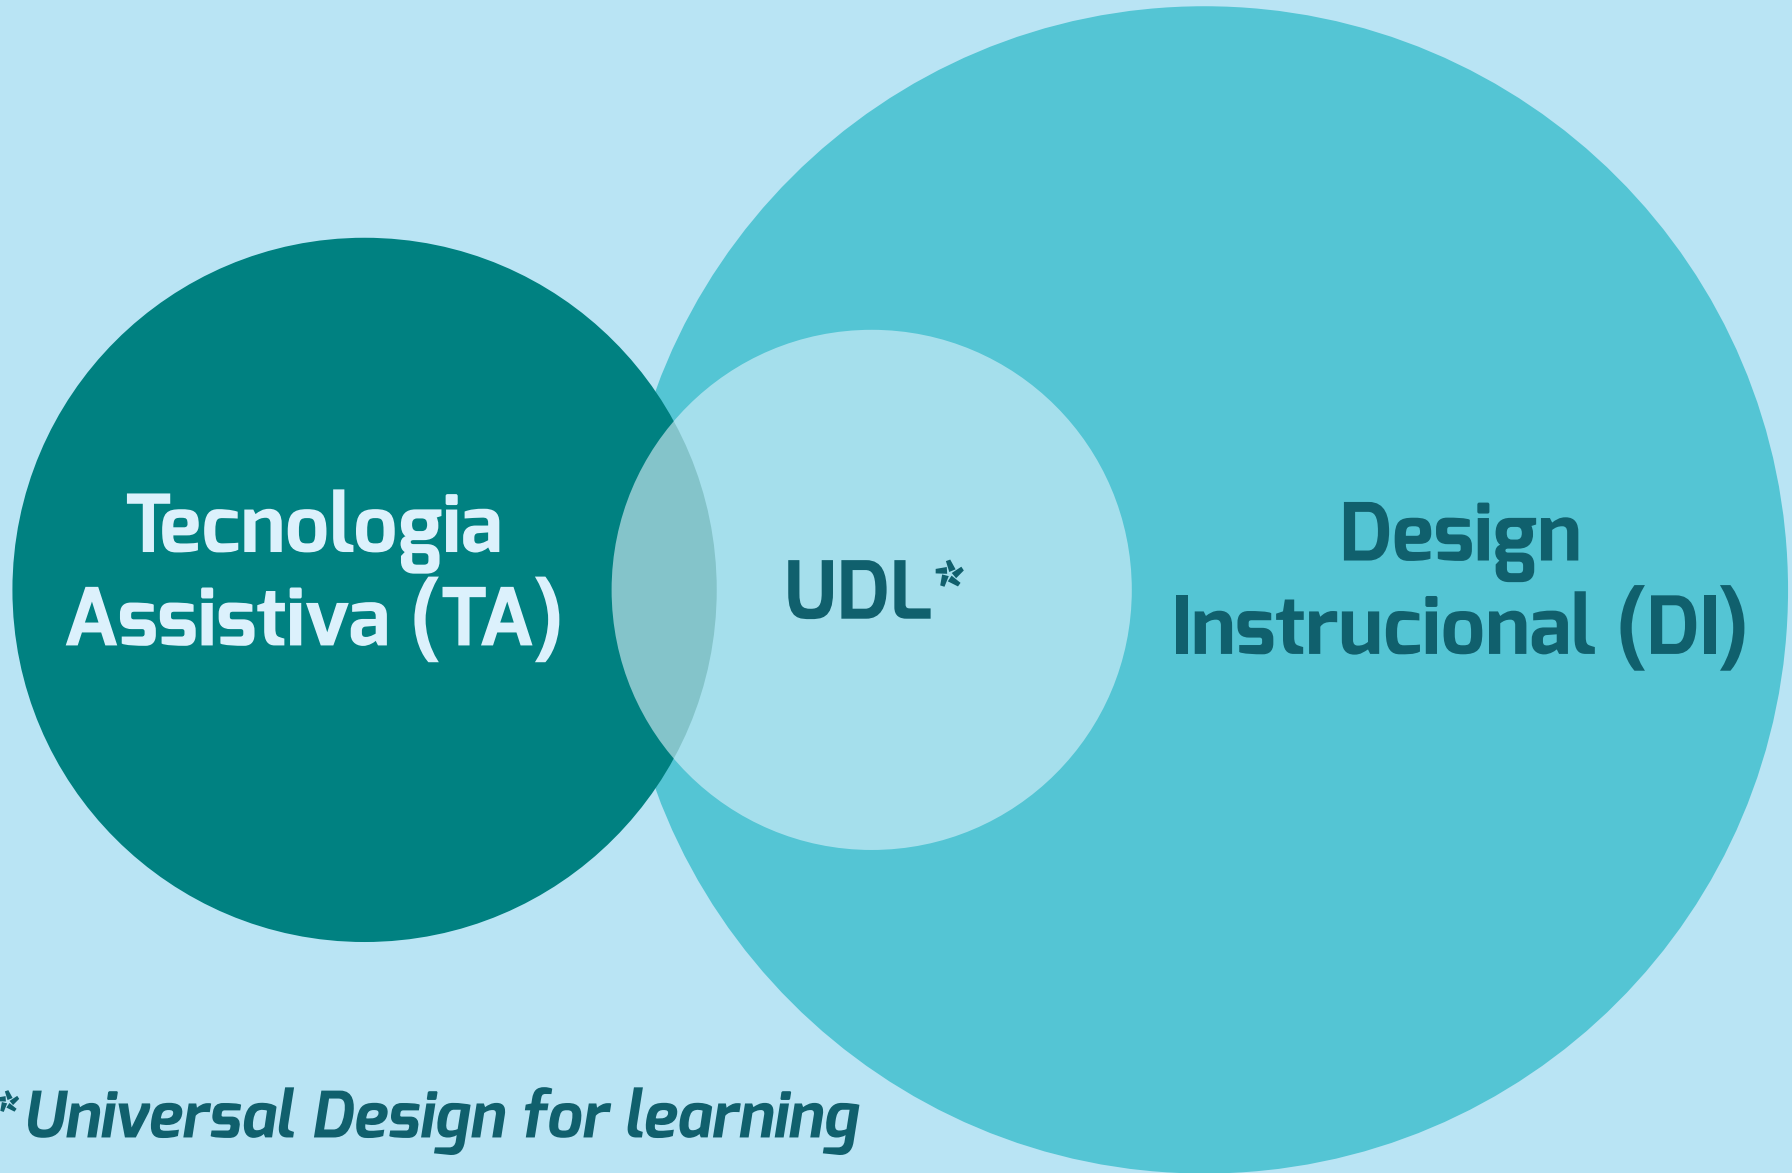 Tecnologia
Assistiva (TA)
UDL*
Design
Instrucional (DI)
*Universal Design for learning